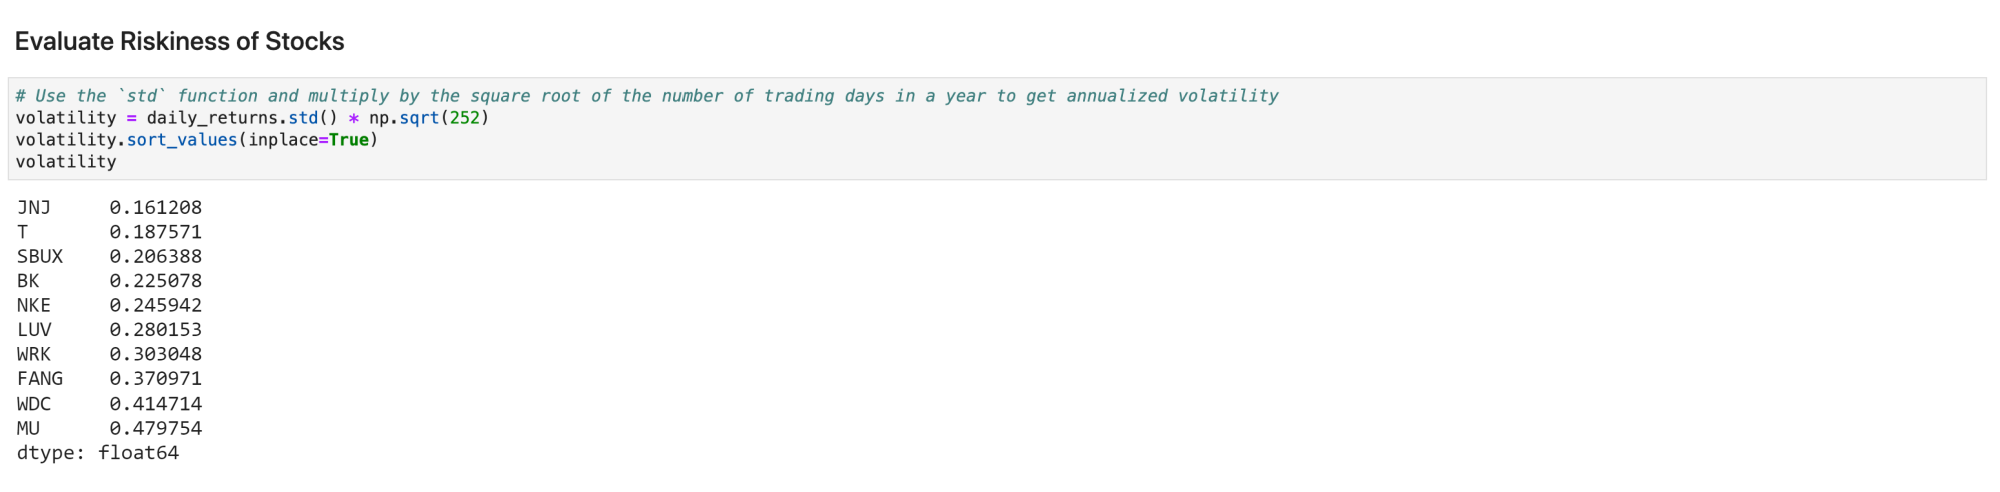 Evaluate Riskiness of Stocks
# Use the `std` function and multiply by the square root of the number of trading days in a year to get annualized volatility
volatility = daily_returns.std() * np.sqrt(252)
volatility.sort_values(inplace=True)
volatility
JNJ     0.161208
T       0.187571
SBUX    0.206388
BK      0.225078
NKE     0.245942
LUV     0.280153
WRK     0.303048
FANG    0.370971
WDC     0.414714
MU      0.479754
dtype: float64